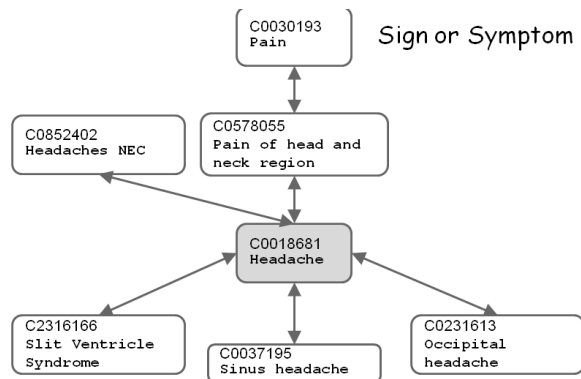 C0030193
Pain
Sign or Symptom
C0852402
Headaches NEC
C0578055
Pain of head and
neck region
C0018681
Headache
C2316166
Slit Ventricle
Syndrome
C0037195
Sinus headache
C0231613
Occipital
headache